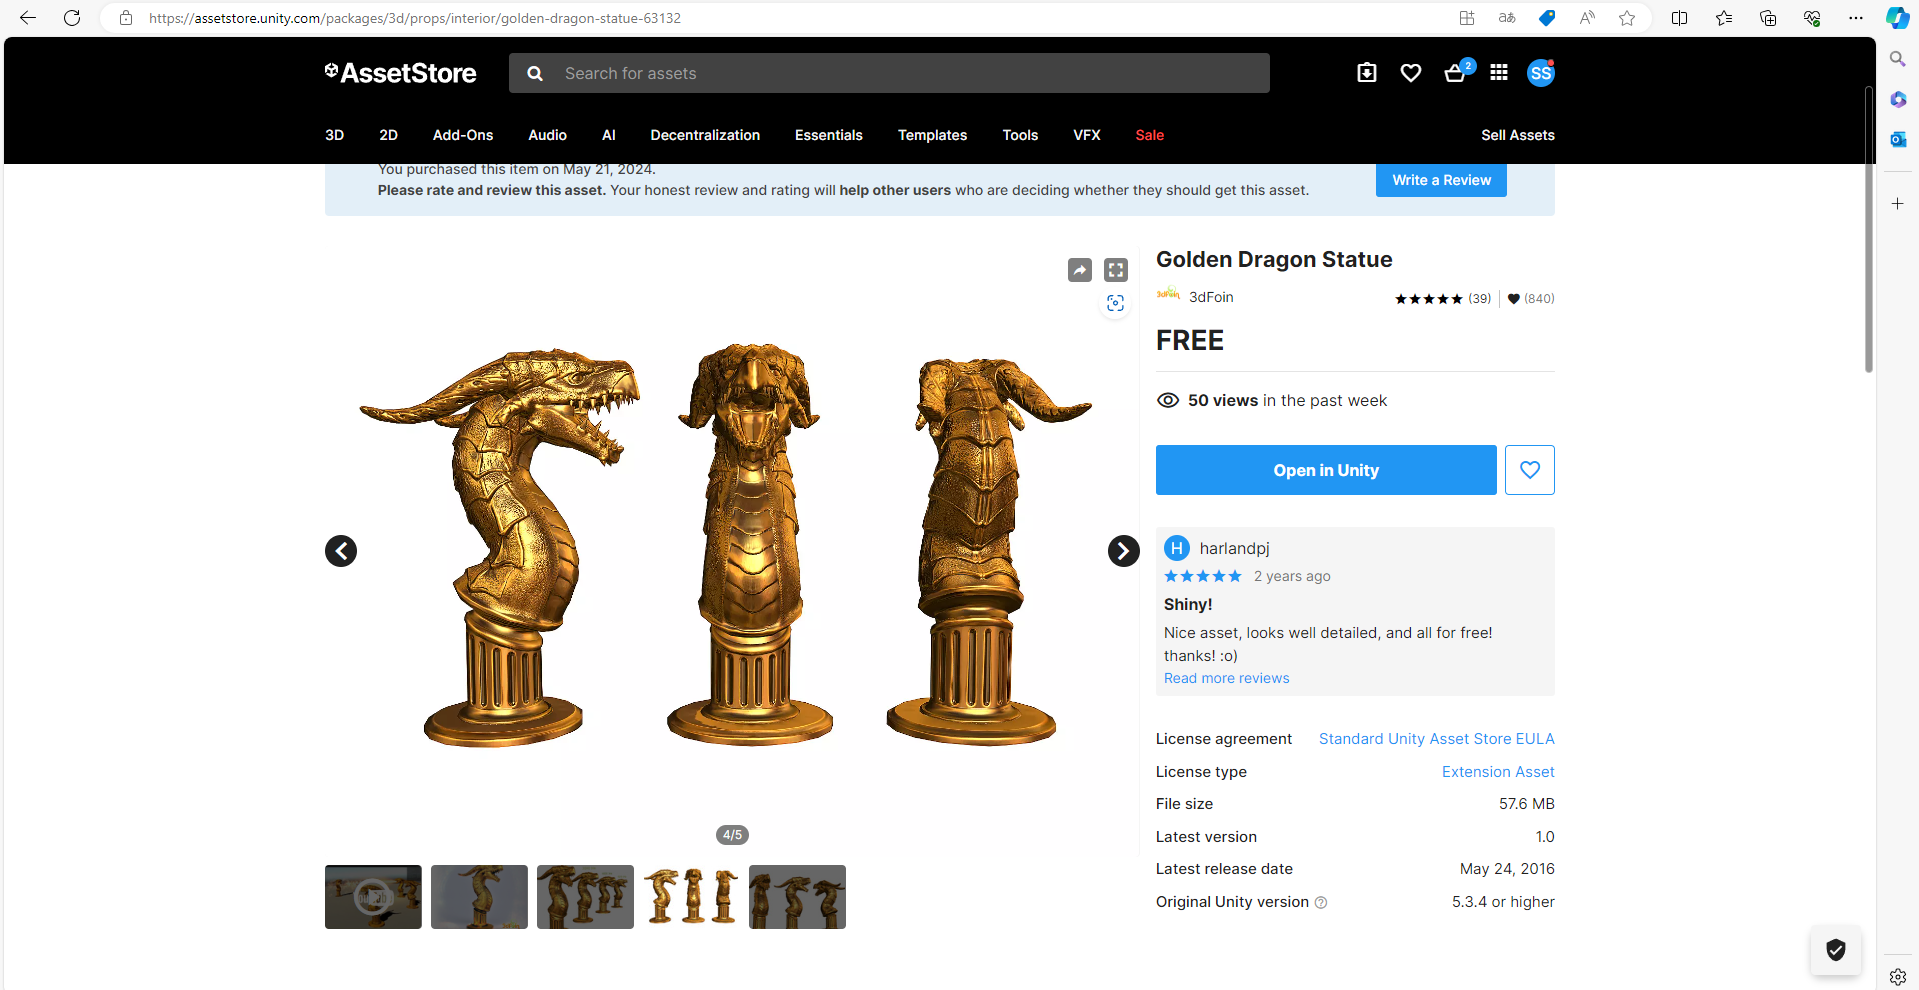 https://assetstore.unity.com/packages/3d/props/interior/golden-dragon-statue-63132
AssetStore
Search for assets
2
SS
3D 2D Add-Ons Audio AI Decentralization Essentials Templates Tools VFX Sale Sell Assets
You purchased this item on May 21, 2024.
Please rate and review this asset. Your honest review and rating will help other users who are deciding whether they should get this asset.
Write a Review
Golden Dragon Statue
3dFoin
3dFoin
(39)
(840)
FREE
50 views in the past week
Open in Unity
H harlandpj
2 years ago
Shiny!
Nice asset, looks well detailed, and all for free!
thanks! :o)
Read more reviews
License agreement Standard Unity Asset Store EULA
License type Extension Asset
File size 57.6 MB
Latest version 1.0
Latest release date May 24, 2016
Original Unity version 5.3.4 or higher
4/5